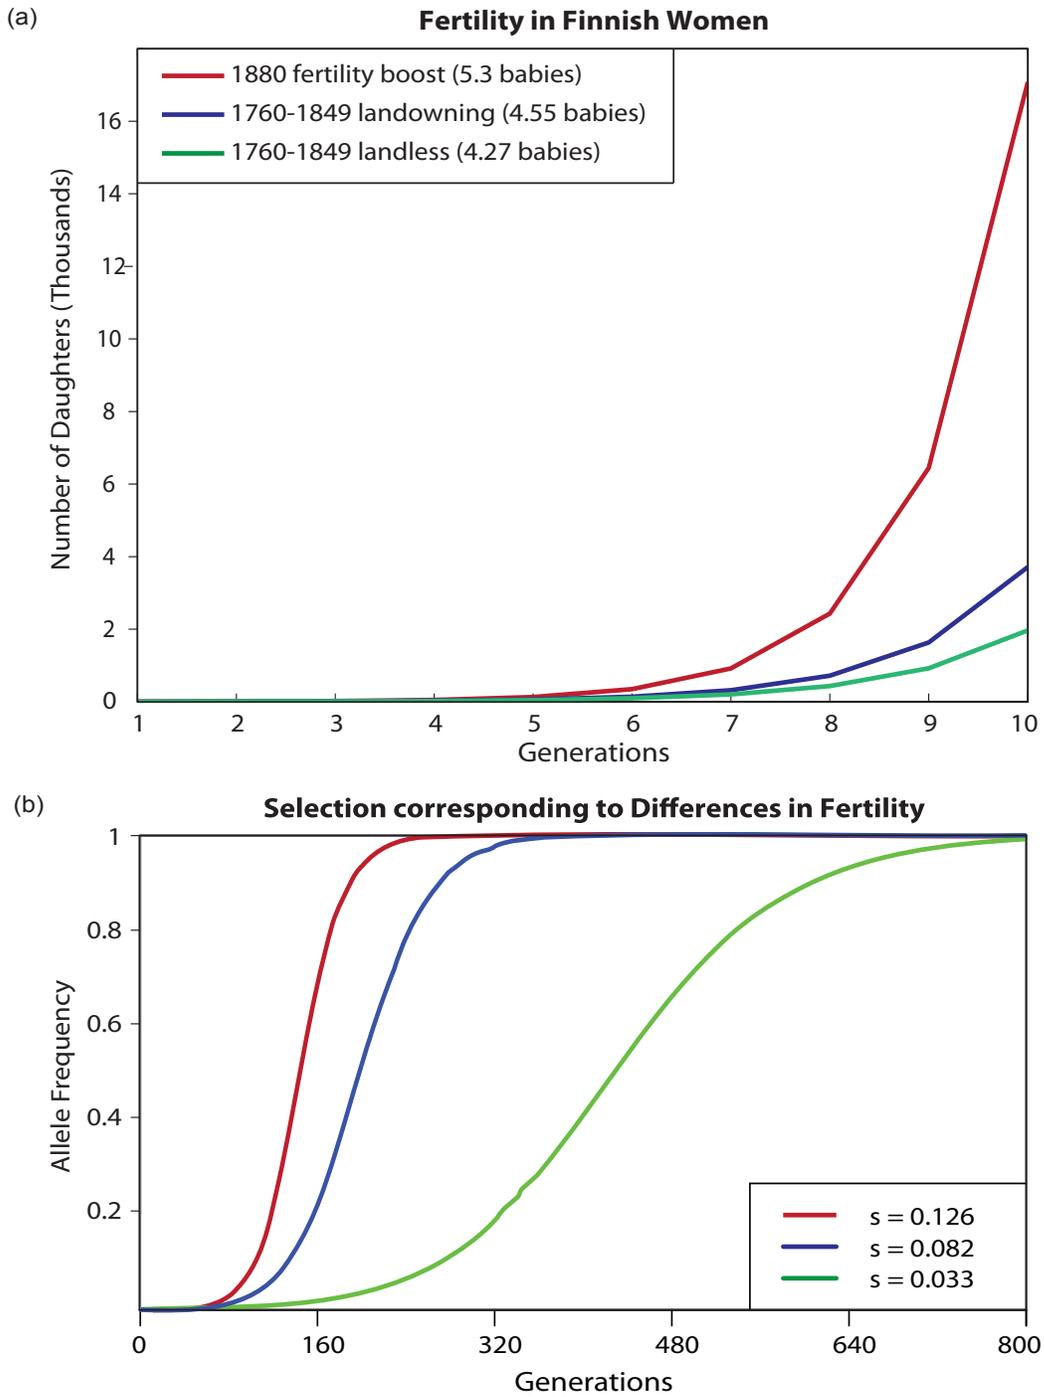 (a)
Fertility in Finnish Women
1880 fertility boost (5.3 babies)
1760-1849 landowning (4.55 babies)
1760-1849 landless (4.27 babies)
Number of Daughters (Thousands)
16
14
12
10
8
6
4
2
0
1 2 3 4 5 6 7 8 9 10
Generations
(b)
Selection corresponding to Differences in Fertility
Allele Frequency
1
0.8
0.6
0.4
0.2
s = 0.126
s = 0.082
s = 0.033
0 160 320 480 640 800
Generations